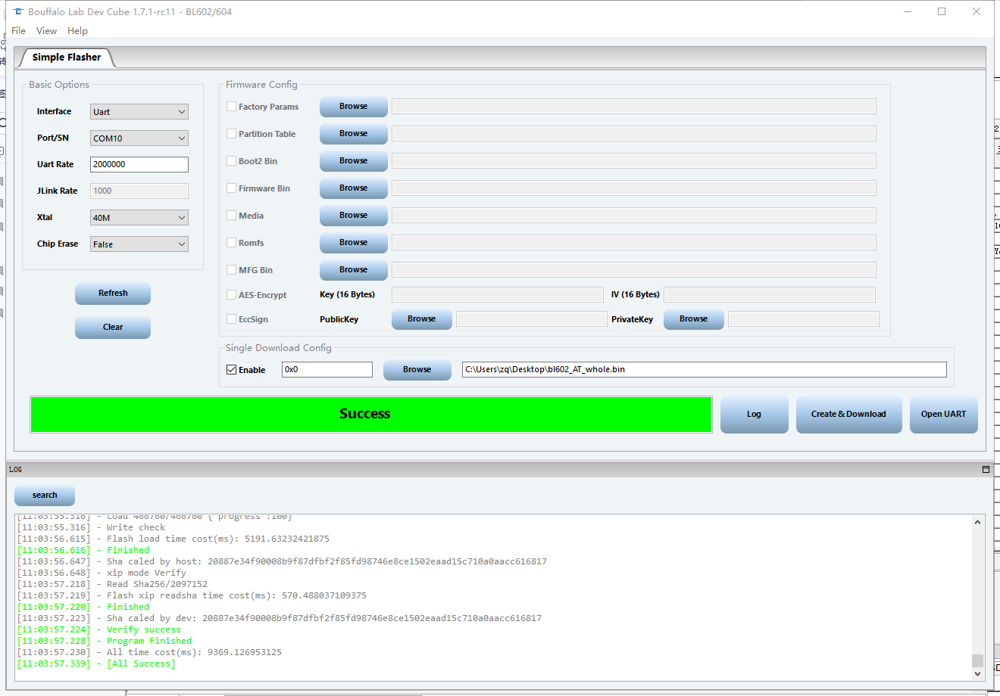 Bouffalo Lab Dev Cube 1.7.1-rc11 - BL602/604
File View Help
Simple Flasher
Basic Options
Interface Uart
Port/SN COM10
Uart Rate 2000000
JLink Rate 1000
Xtal 40M
Chip Erase False
Refresh
Clear
Firmware Config
Factory Params Browse
Partition Table Browse
Boot2 Bin Browse
Firmware Bin Browse
Media Browse
Romfs Browse
MFG Bin Browse
AES-Encrypt Key (16 Bytes) IV (16 Bytes)
EccSign PublicKey Browse PrivateKey Browse
Single Download Config
Enable 0x0 Browse C:\Users\zq\Desktop\bl602_AT_whole.bin
Success Log Create & Download Open UART
LOG
search
[11:03:55.316] - Load 466760/466760 { progress :100}
[11:03:55.316] - Write check
[11:03:56.615] - Flash load time cost(ms): 5191.63232421875
[11:03:56.616] - Finished
[11:03:56.647] - Sha caled by host: 20887e34f90008b9f87dfbf2f85fd98746e8ce1502eaad15c710a0aacc616817
[11:03:56.648] - xip mode Verify
[11:03:57.218] - Read Sha256/2097152
[11:03:57.219] - Flash xip readsha time cost(ms): 570.488037109375
[11:03:57.220] - Finished
[11:03:57.223] - Sha caled by dev: 20887e34f90008b9f87dfbf2f85fd98746e8ce1502eaad15c710a0aacc616817
[11:03:57.224] - Verify success
[11:03:57.228] - Program Finished
[11:03:57.230] - All time cost(ms): 9369.126953125
[11:03:57.339] - [All Success]